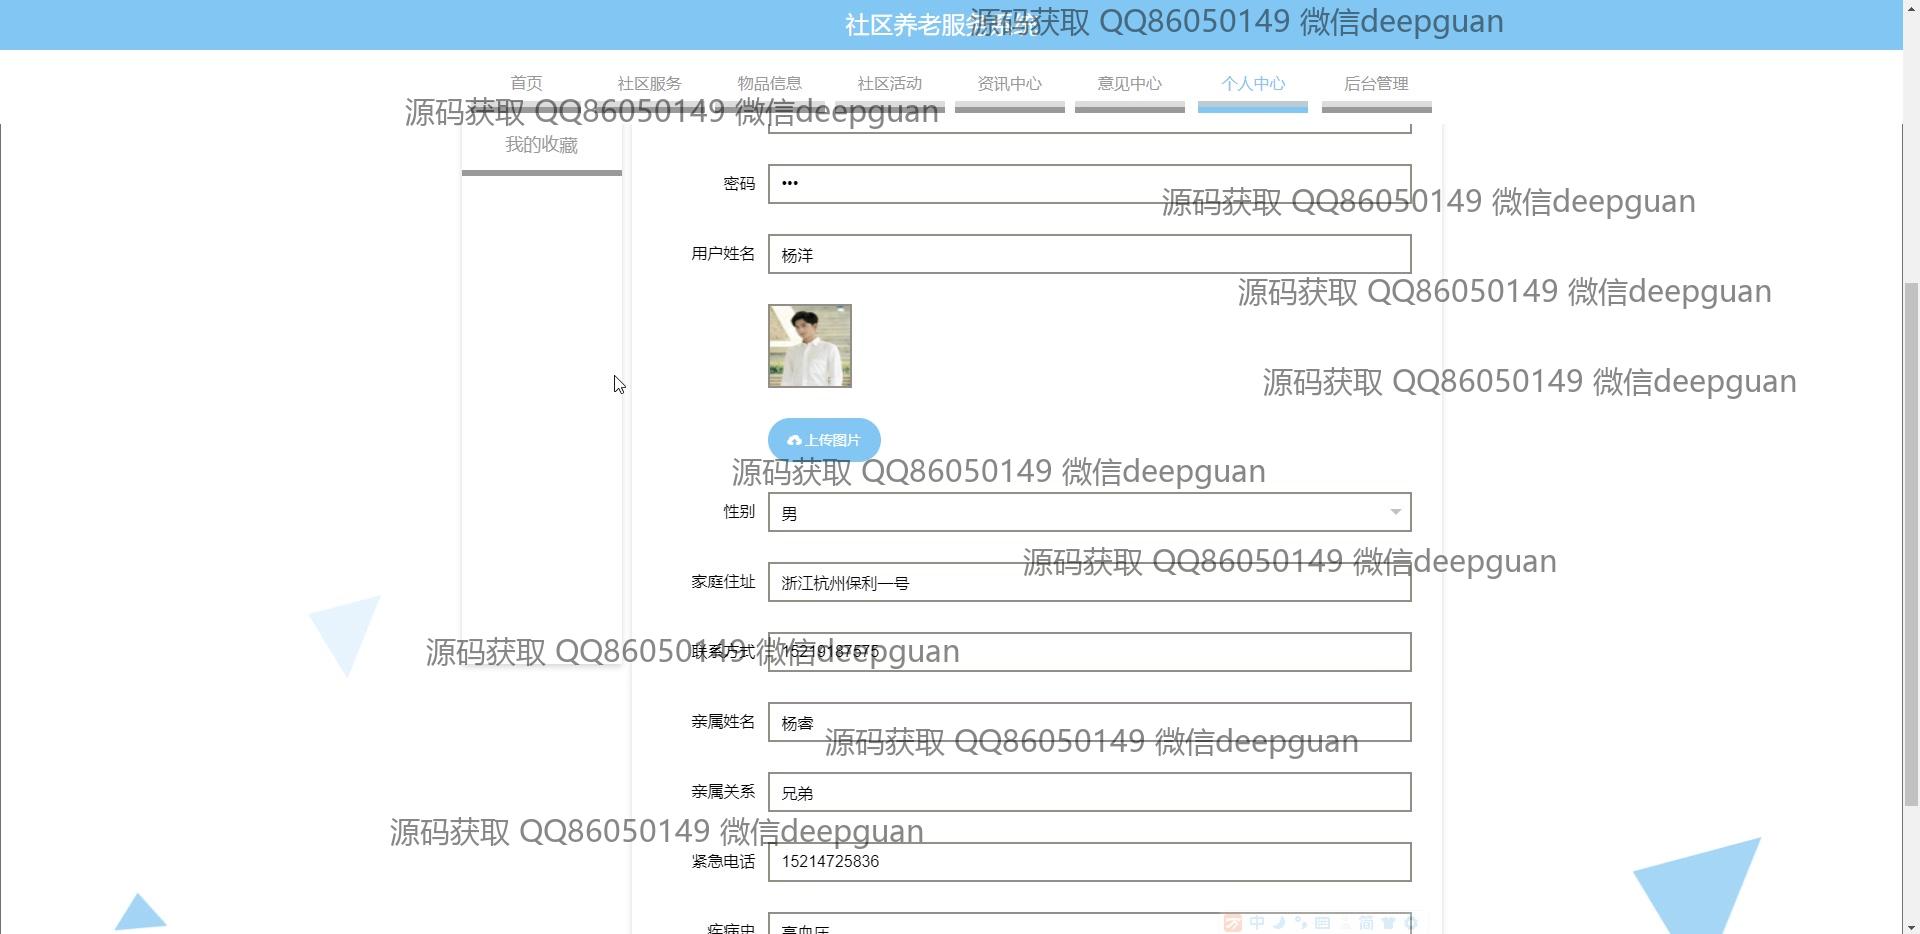 社区养老服务系统
源码获取 QQ86050149 微信deepguan
首页 社区服务 物品信息 社区活动 资讯中心 意见中心 个人中心 后台管理
源码获取 QQ86050149 微信deepguan
我的收藏
密码 •••
源码获取 QQ86050149 微信deepguan
用户姓名 杨洋
源码获取 QQ86050149 微信deepguan
源码获取 QQ86050149 微信deepguan
上传图片
源码获取 QQ86050149 微信deepguan
性别 男
源码获取 QQ86050149 微信deepguan
家庭住址 浙江杭州保利一号
联系方式 15219187575
源码获取 QQ86050149 微信deepguan
亲属姓名 杨睿
源码获取 QQ86050149 微信deepguan
亲属关系 兄弟
源码获取 QQ86050149 微信deepguan
紧急电话 15214725836
疾病史 高血压
中 简